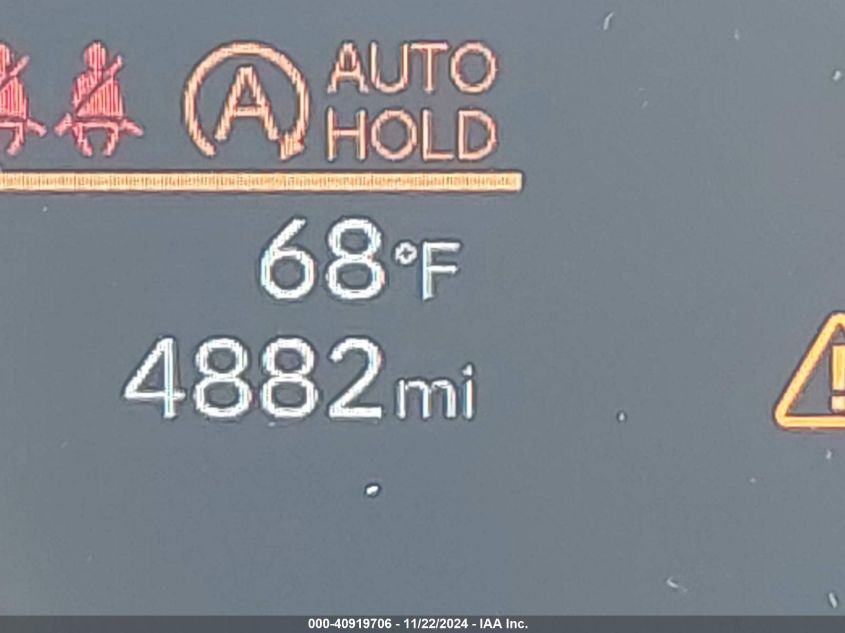 A AUTO
HOLD
68°F
4882mi
000-40919706 - 11/22/2024 - IAA Inc.